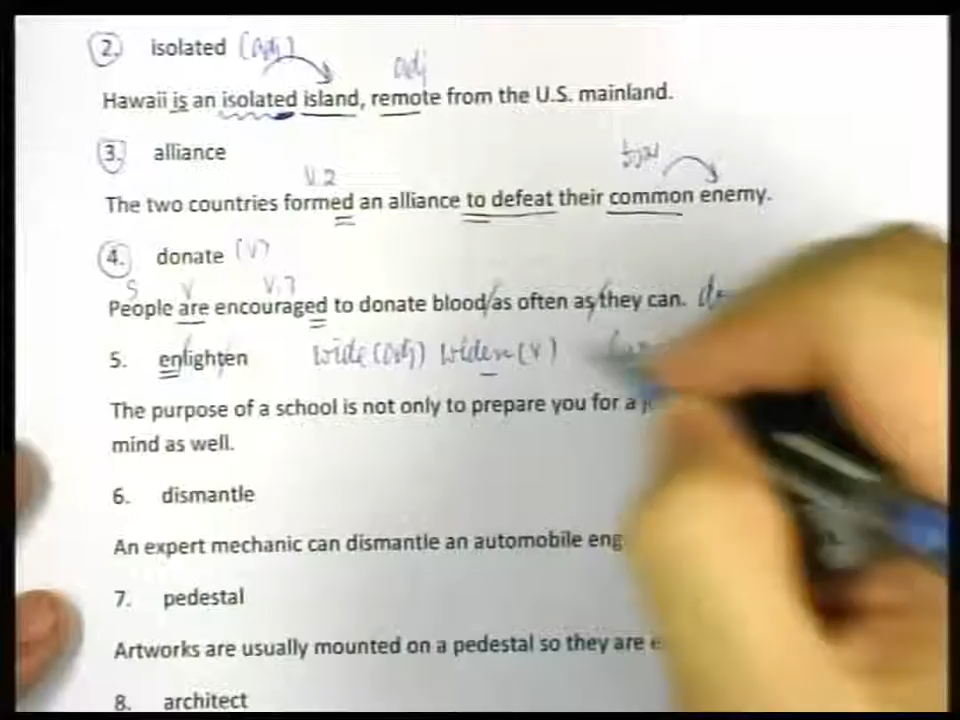 2. isolated (adj)
adj
Hawaii is an isolated island, remote from the U.S. mainland.
3. alliance
V.2
The two countries formed an alliance to defeat their common enemy.
4. donate (V)
S V V.3
People are encouraged to donate blood as often as they can.
5. enlighten wide (adj) widen (V)
The purpose of a school is not only to prepare you for a
mind as well.
6. dismantle
An expert mechanic can dismantle an automobile eng
7. pedestal
Artworks are usually mounted on a pedestal so they are e
8. architect